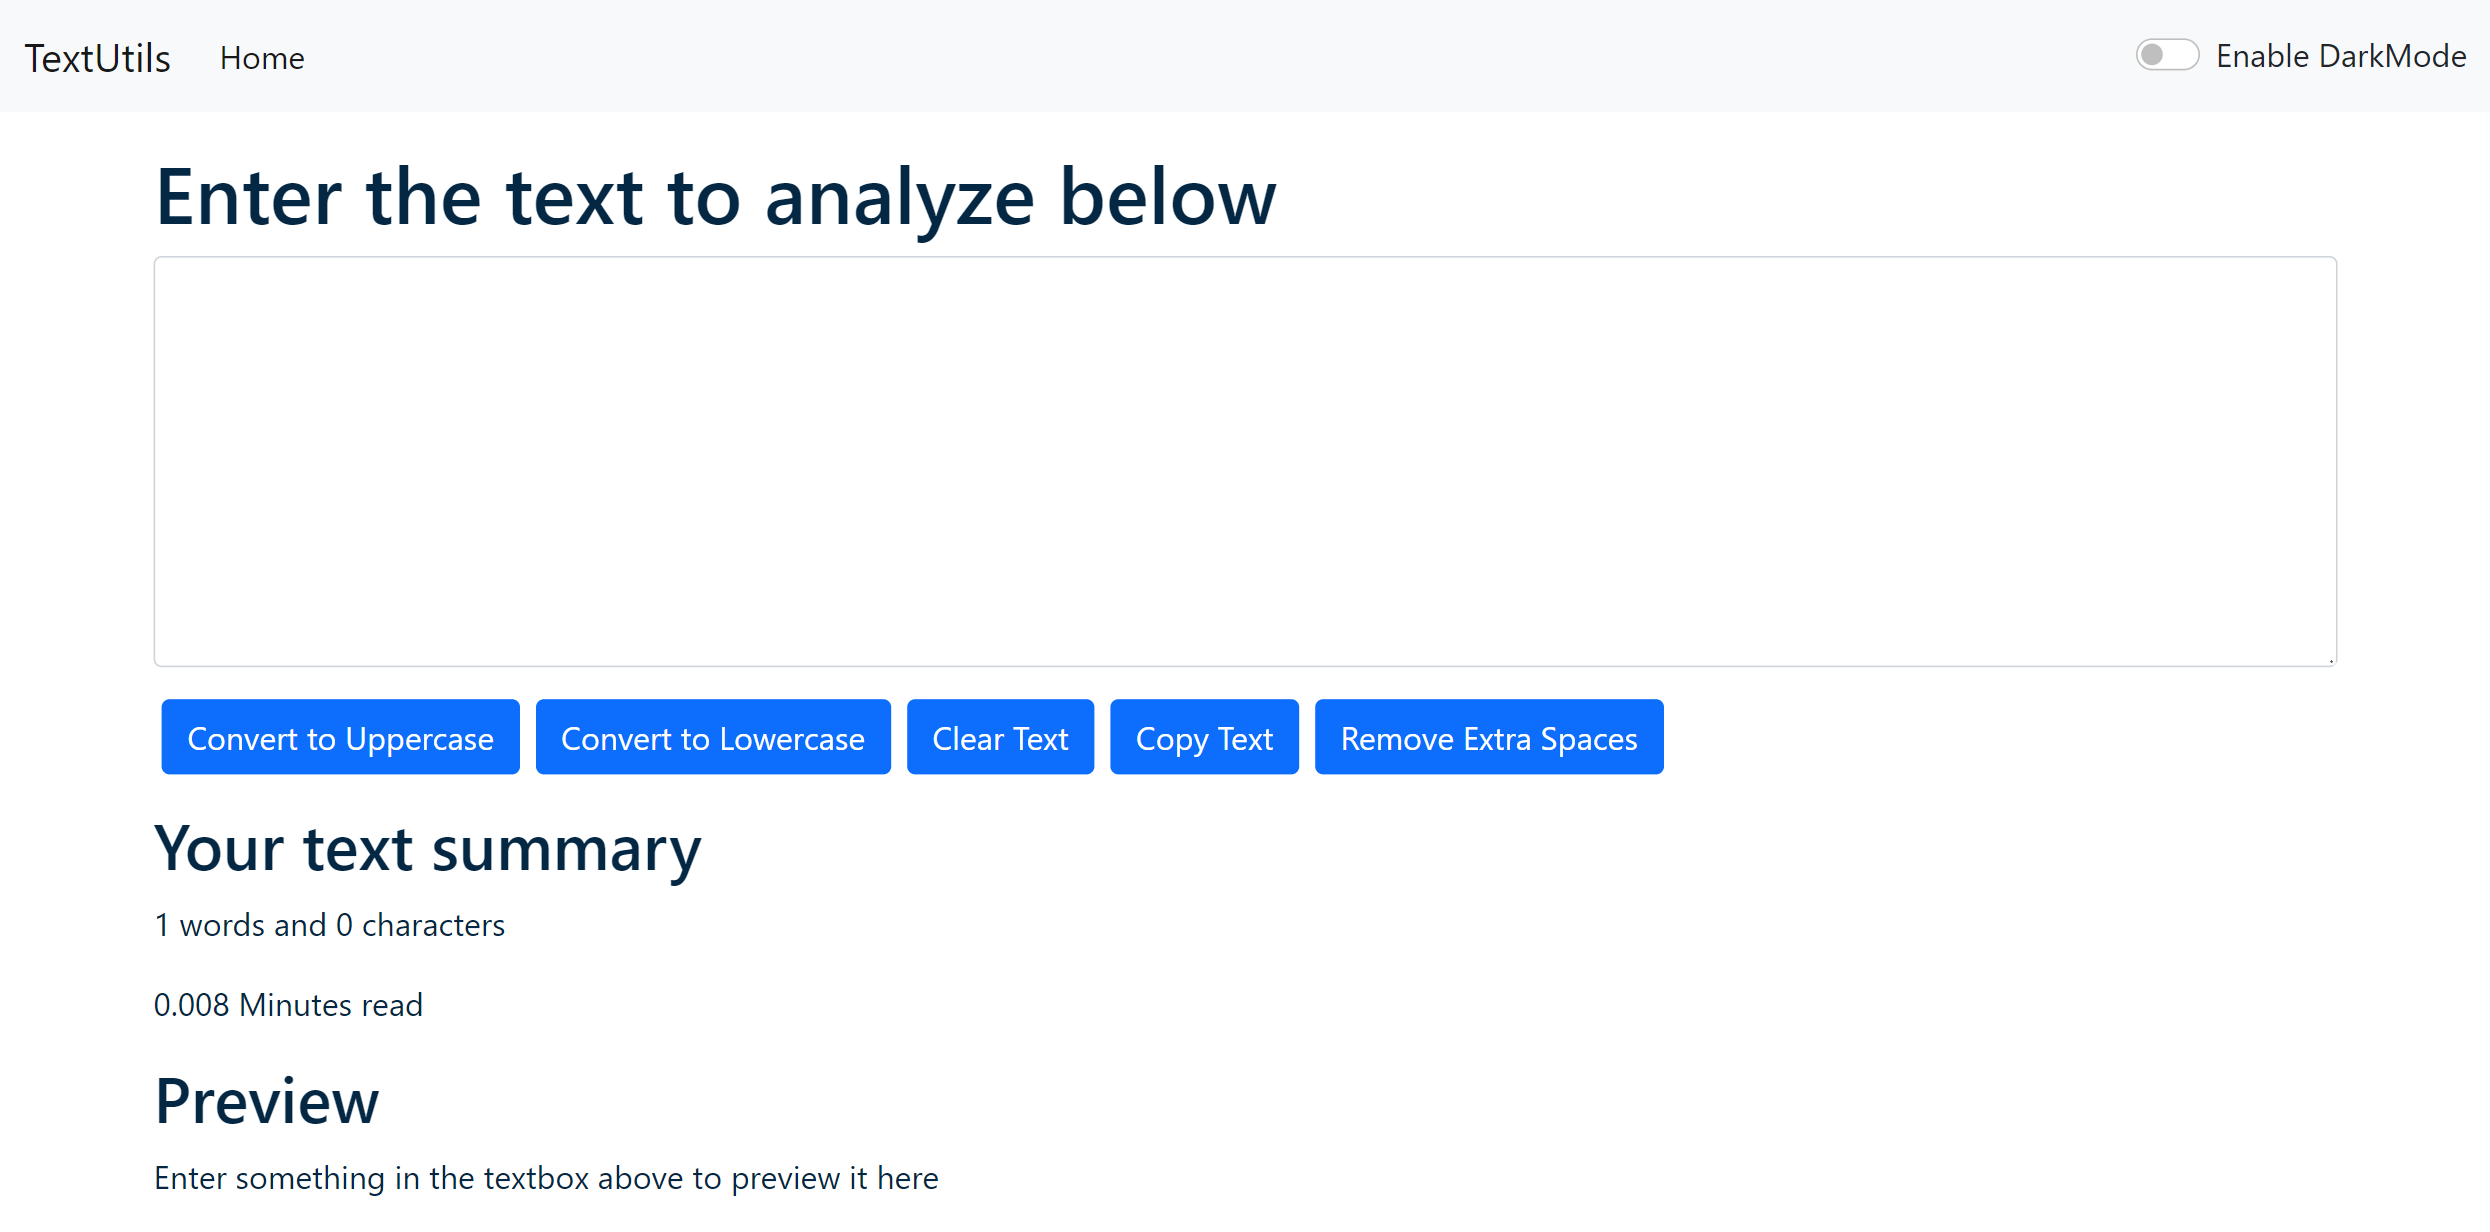 TextUtils Home Enable DarkMode
Enter the text to analyze below
Convert to Uppercase Convert to Lowercase Clear Text Copy Text Remove Extra Spaces
Your text summary
1 words and 0 characters
0.008 Minutes read
Preview
Enter something in the textbox above to preview it here